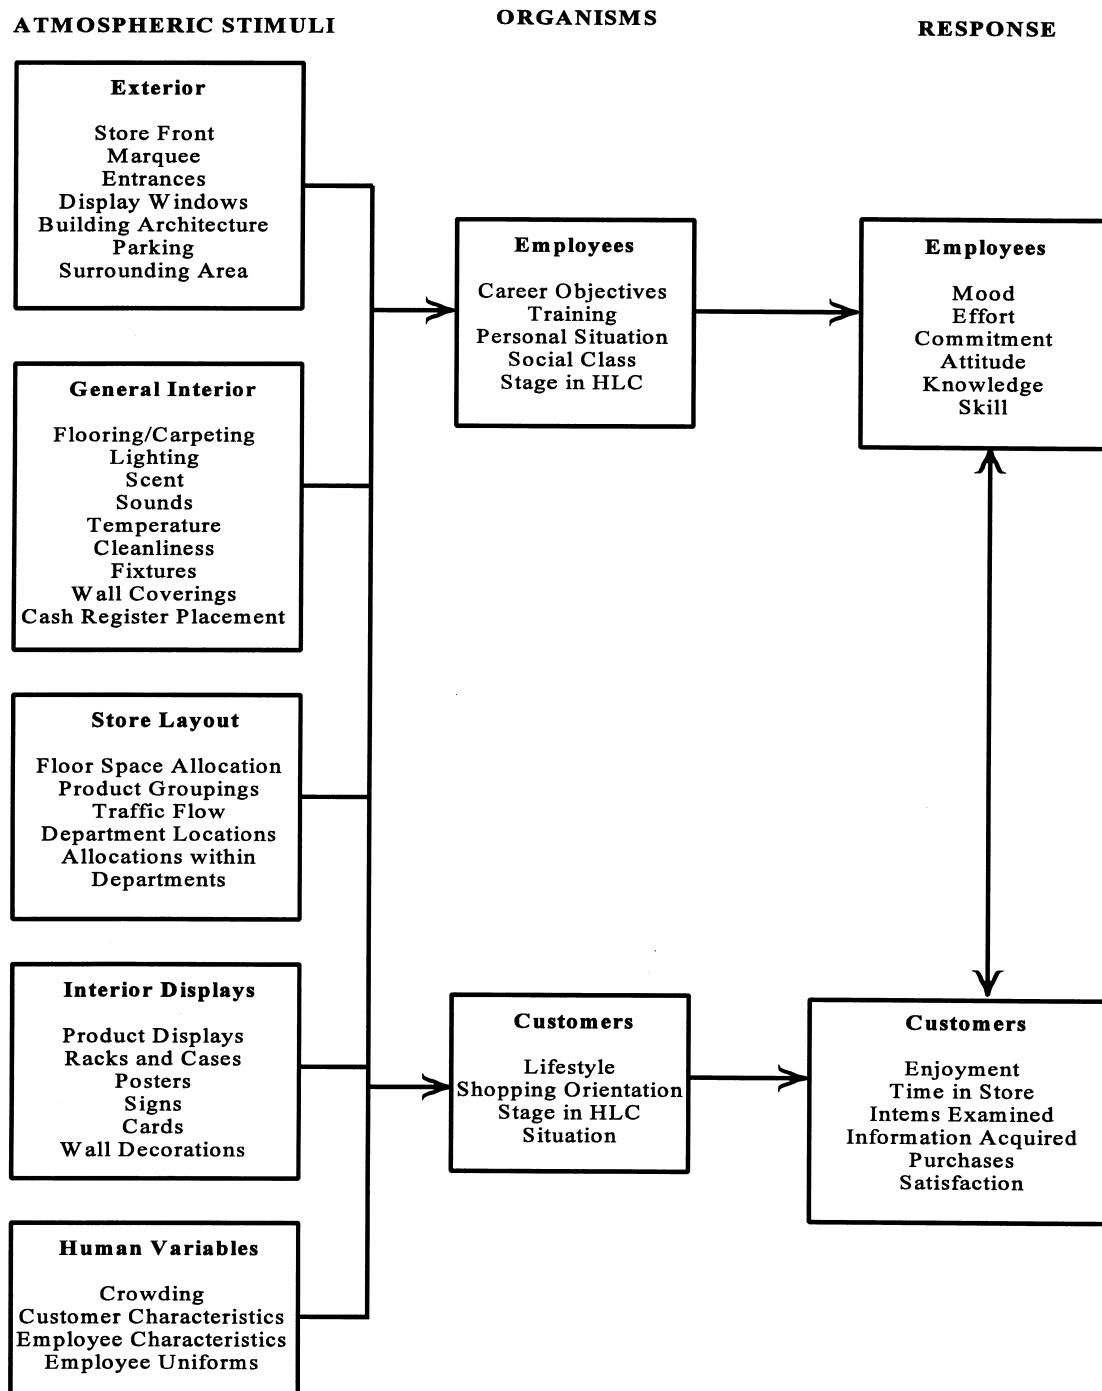 ATMOSPHERIC STIMULI
ORGANISMS
RESPONSE
Exterior
Store Front
Marquee
Entrances
Display Windows
Building Architecture
Parking
Surrounding Area
General Interior
Flooring/Carpeting
Lighting
Scent
Sounds
Temperature
Cleanliness
Fixtures
Wall Coverings
Cash Register Placement
Store Layout
Floor Space Allocation
Product Groupings
Traffic Flow
Department Locations
Allocations within
Departments
Interior Displays
Product Displays
Racks and Cases
Posters
Signs
Cards
Wall Decorations
Human Variables
Crowding
Customer Characteristics
Employee Characteristics
Employee Uniforms
Employees
Career Objectives
Training
Personal Situation
Social Class
Stage in HLC
Customers
Lifestyle
Shopping Orientation
Stage in HLC
Situation
Employees
Mood
Effort
Commitment
Attitude
Knowledge
Skill
Customers
Enjoyment
Time in Store
Intems Examined
Information Acquired
Purchases
Satisfaction